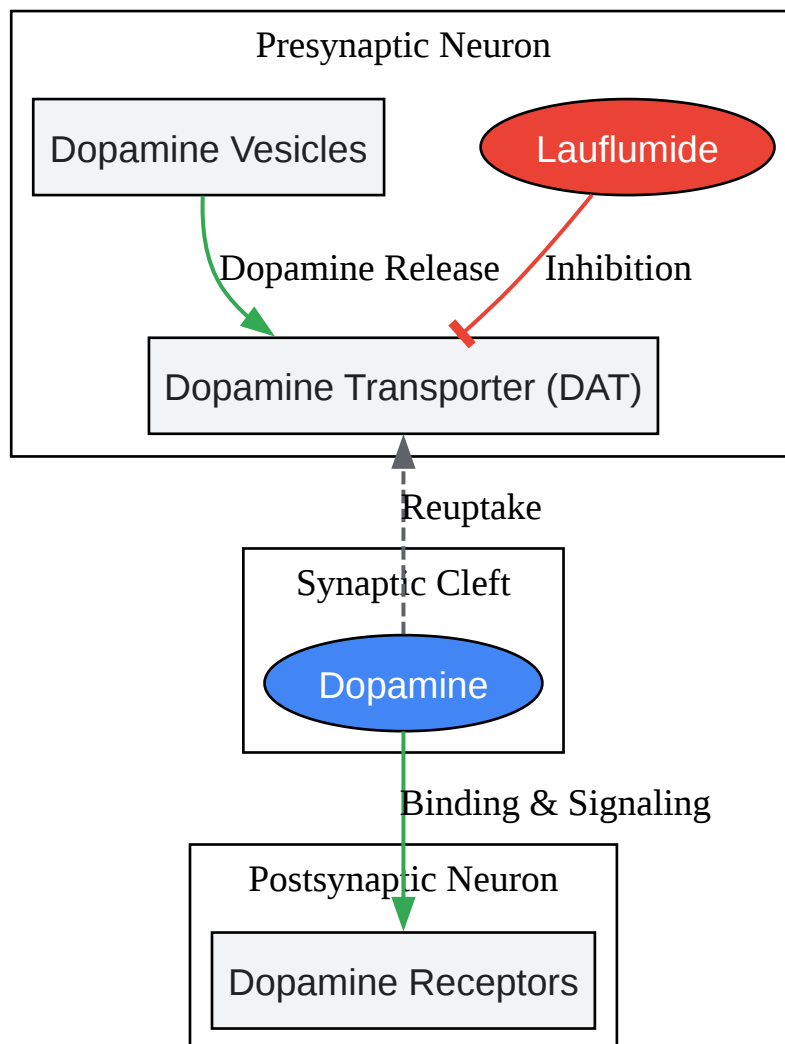 Presynaptic Neuron
Dopamine Vesicles
Lauflumide
Dopamine Release
Inhibition
Dopamine Transporter (DAT)
Reuptake
Synaptic Cleft
Dopamine
Binding & Signaling
Postsynaptic Neuron
Dopamine Receptors